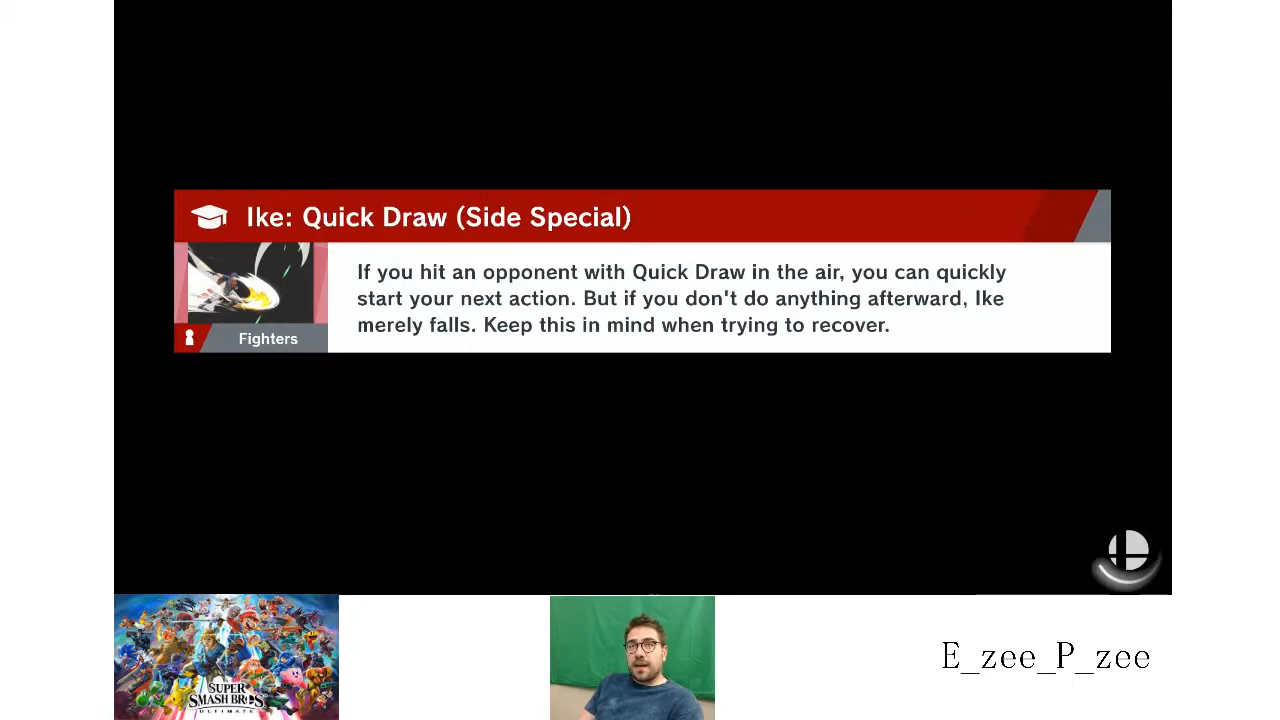 Ike: Quick Draw (Side Special)
If you hit an opponent with Quick Draw in the air, you can quickly
start your next action. But if you don't do anything afterward, Ike
merely falls. Keep this in mind when trying to recover.
Fighters
SUPER
SMASH BROS.
ULTIMATE
E_zee_P_zee